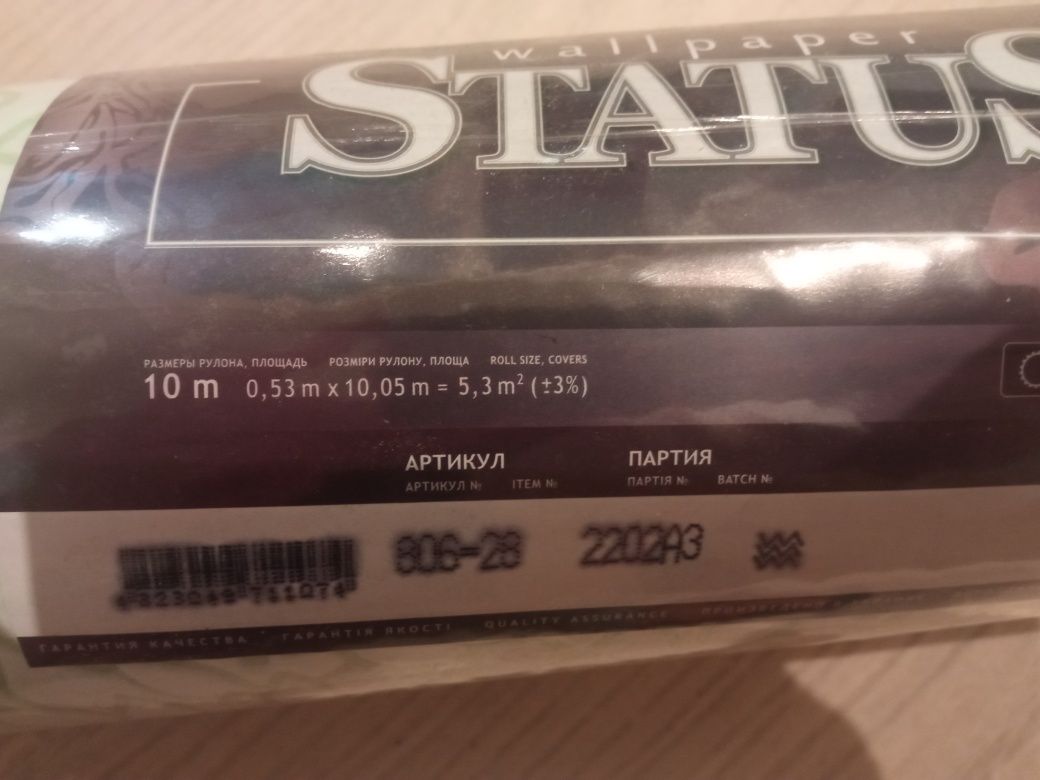 wallpaper
STATUS
РАЗМЕРЫ РУЛОНА, ПЛОЩАДЬ РОЗМІРИ РУЛОНУ, ПЛОЩА ROLL SIZE, COVERS
10 m 0,53 m x 10,05 m = 5,3 m² (±3%)
АРТИКУЛ ПАРТИЯ
АРТИКУЛ № ITEM № ПАРТІЯ № BATCH №
806-28 2202A3
ГАРАНТИЯ КАЧЕСТВА ГАРАНТІЯ ЯКОСТІ QUALITY ASSURANCE